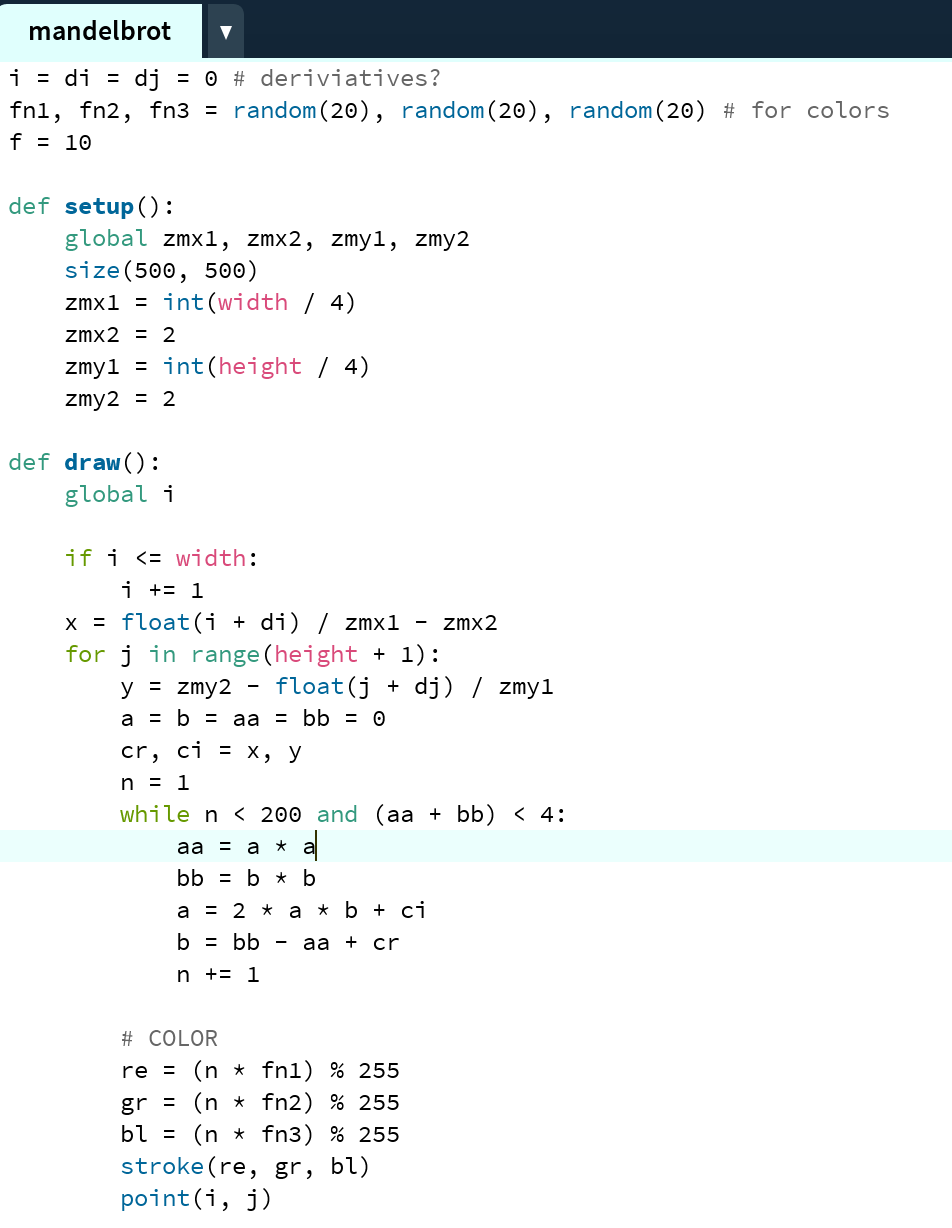 mandelbrot ▼
i = di = dj = 0 # deriviatives?
fn1, fn2, fn3 = random(20), random(20), random(20) # for colors
f = 10

def setup():
    global zmx1, zmx2, zmy1, zmy2
    size(500, 500)
    zmx1 = int(width / 4)
    zmx2 = 2
    zmy1 = int(height / 4)
    zmy2 = 2

def draw():
    global i

    if i <= width:
        i += 1
    x = float(i + di) / zmx1 - zmx2
    for j in range(height + 1):
        y = zmy2 - float(j + dj) / zmy1
        a = b = aa = bb = 0
        cr, ci = x, y
        n = 1
        while n < 200 and (aa + bb) < 4:
            aa = a * a
            bb = b * b
            a = 2 * a * b + ci
            b = bb - aa + cr
            n += 1

        # COLOR
        re = (n * fn1) % 255
        gr = (n * fn2) % 255
        bl = (n * fn3) % 255
        stroke(re, gr, bl)
        point(i, j)